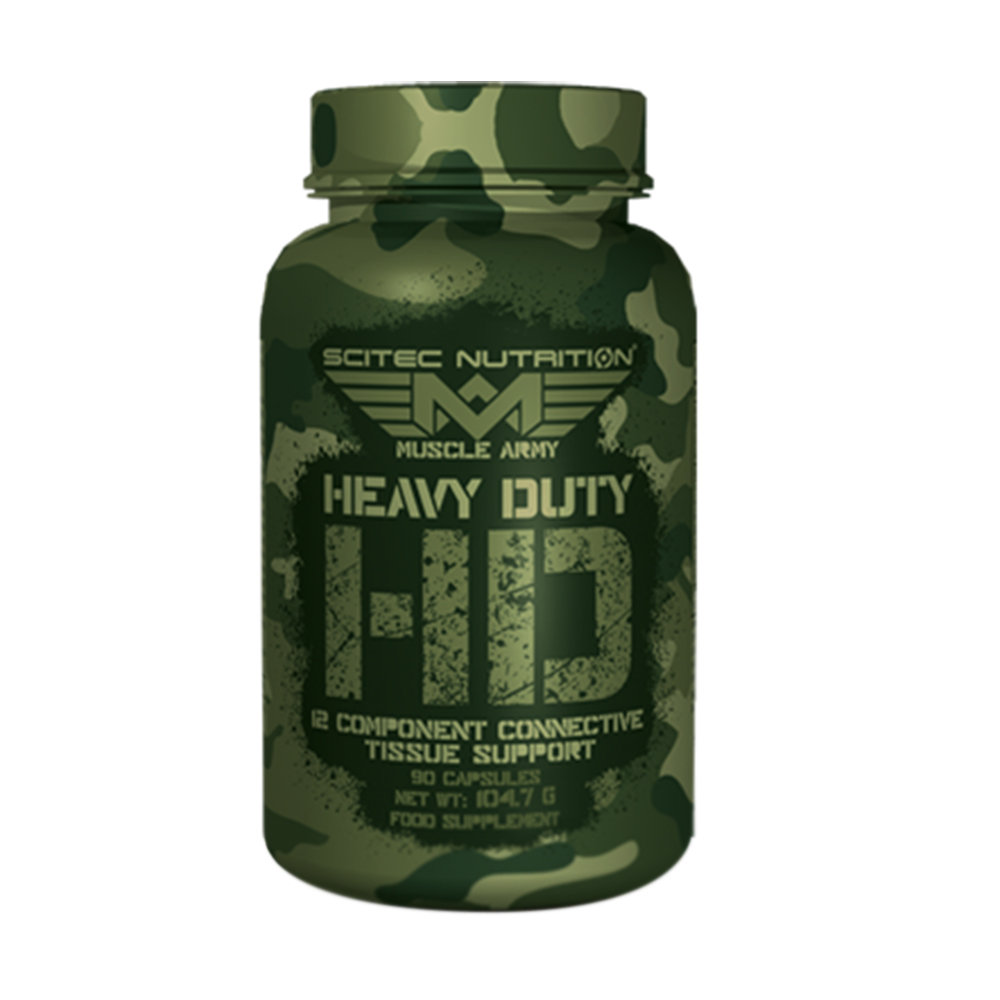 SCITEC NUTRITION®
MUSCLE ARMY
HEAVY DUTY
HD
12 COMPONENT CONNECTIVE
TISSUE SUPPORT
90 CAPSULES
NET WT: 104.7 G
FOOD SUPPLEMENT